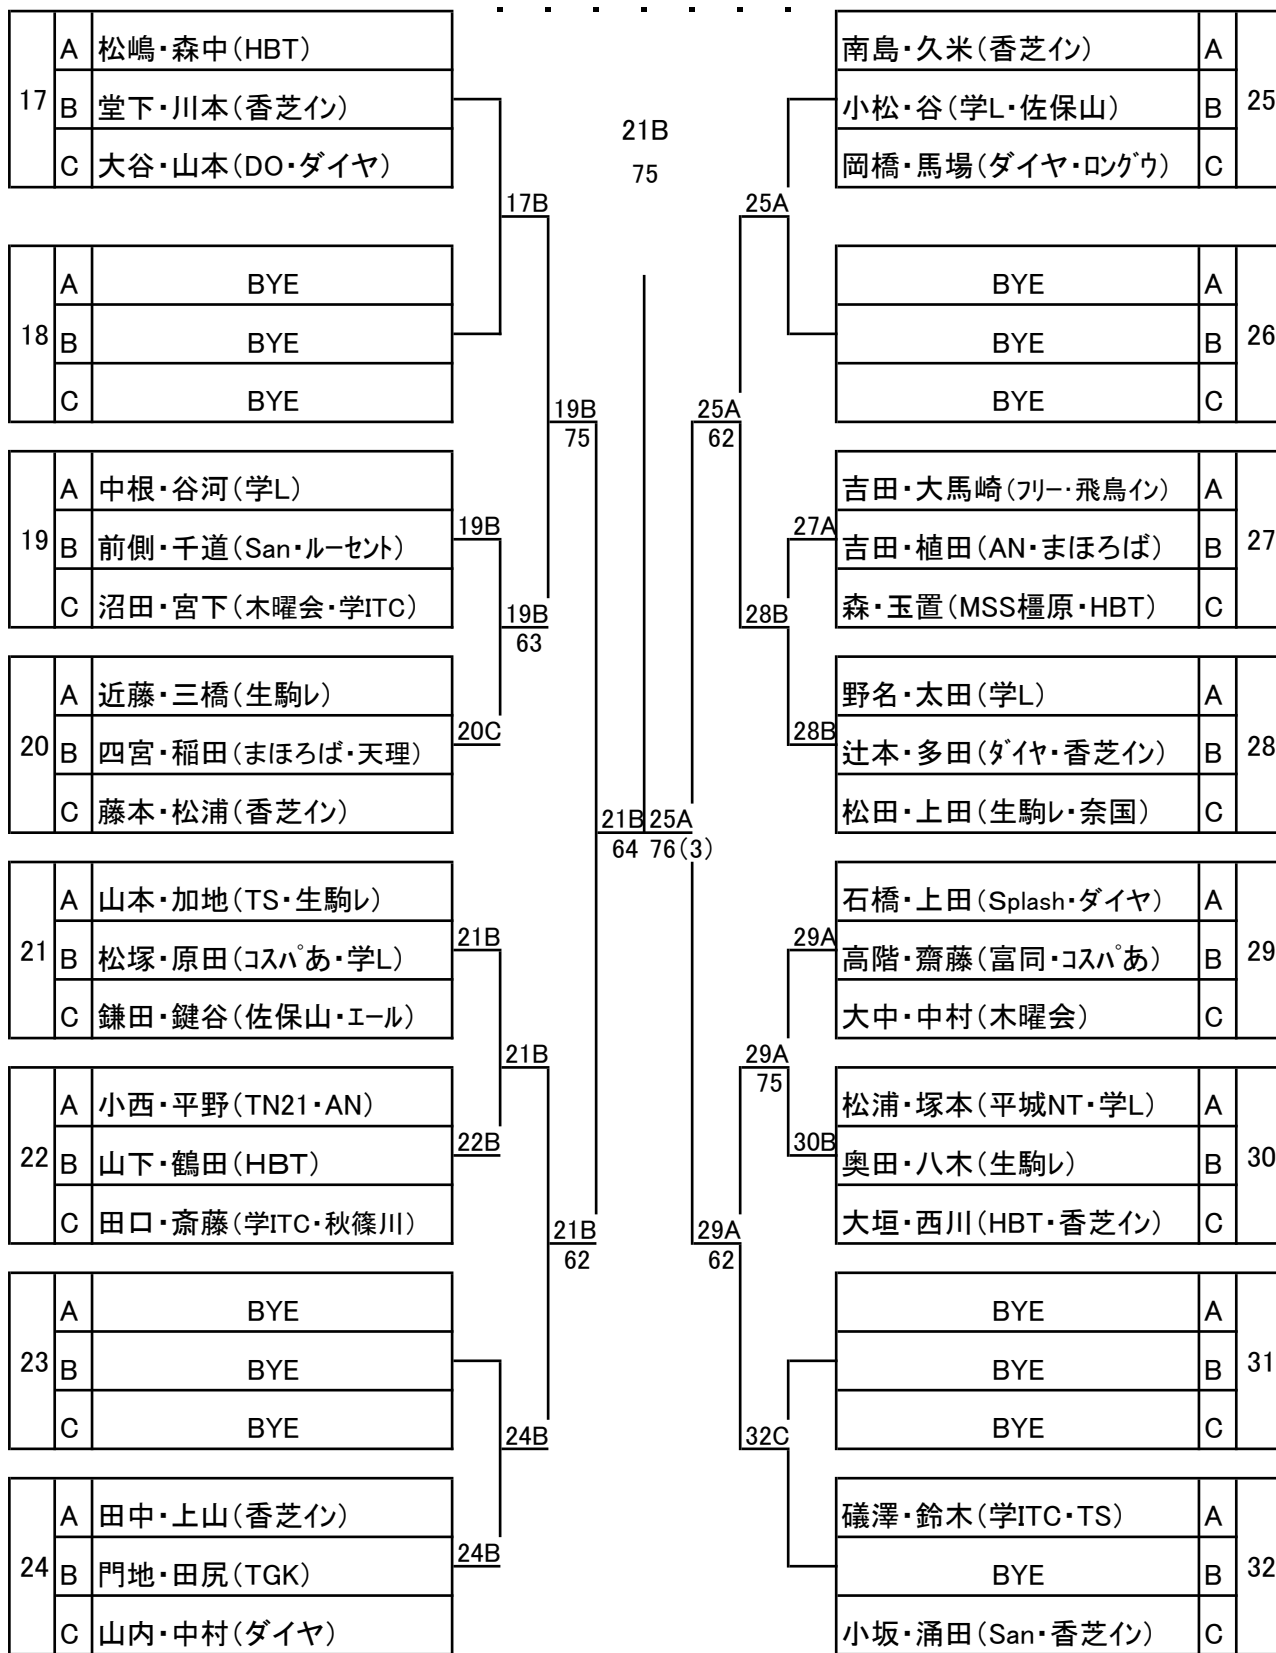 17
A 松嶋・森中(HBT)
B 堂下・川本(香芝イン)
C 大谷・山本(DO・ダイヤ)
18
A BYE
B BYE
C BYE
19
A 中根・谷河(学L)
B 前側・千道(San・ルーセント)
C 沼田・宮下(木曜会・学ITC)
20
A 近藤・三橋(生駒レ)
B 四宮・稲田(まほろば・天理)
C 藤本・松浦(香芝イン)
21
A 山本・加地(TS・生駒レ)
B 松塚・原田(コスパあ・学L)
C 鎌田・鍵谷(佐保山・エール)
22
A 小西・平野(TN21・AN)
B 山下・鶴田(HBT)
C 田口・斎藤(学ITC・秋篠川)
23
A BYE
B BYE
C BYE
24
A 田中・上山(香芝イン)
B 門地・田尻(TGK)
C 山内・中村(ダイヤ)
19B
20C
21B
22B
24B
17B
19B
63
21B
24B
19B
75
21B
62
21B
64
21B
75
25A
76(3)
25A
62
29A
62
25A
28B
29A
75
32C
27A
28B
29A
30B
南島・久米(香芝イン) A
小松・谷(学L・佐保山) B
岡橋・馬場(ダイヤ・ロングウ) C
25
BYE A
BYE B
BYE C
26
吉田・大馬崎(フリー・飛鳥イン) A
吉田・植田(AN・まほろば) B
森・玉置(MSS橿原・HBT) C
27
野名・太田(学L) A
辻本・多田(ダイヤ・香芝イン) B
松田・上田(生駒レ・奈国) C
28
石橋・上田(Splash・ダイヤ) A
高階・齋藤(富同・コスパあ) B
大中・中村(木曜会) C
29
松浦・塚本(平城NT・学L) A
奥田・八木(生駒レ) B
大垣・西川(HBT・香芝イン) C
30
BYE A
BYE B
BYE C
31
礒澤・鈴木(学ITC・TS) A
BYE B
小坂・涌田(San・香芝イン) C
32